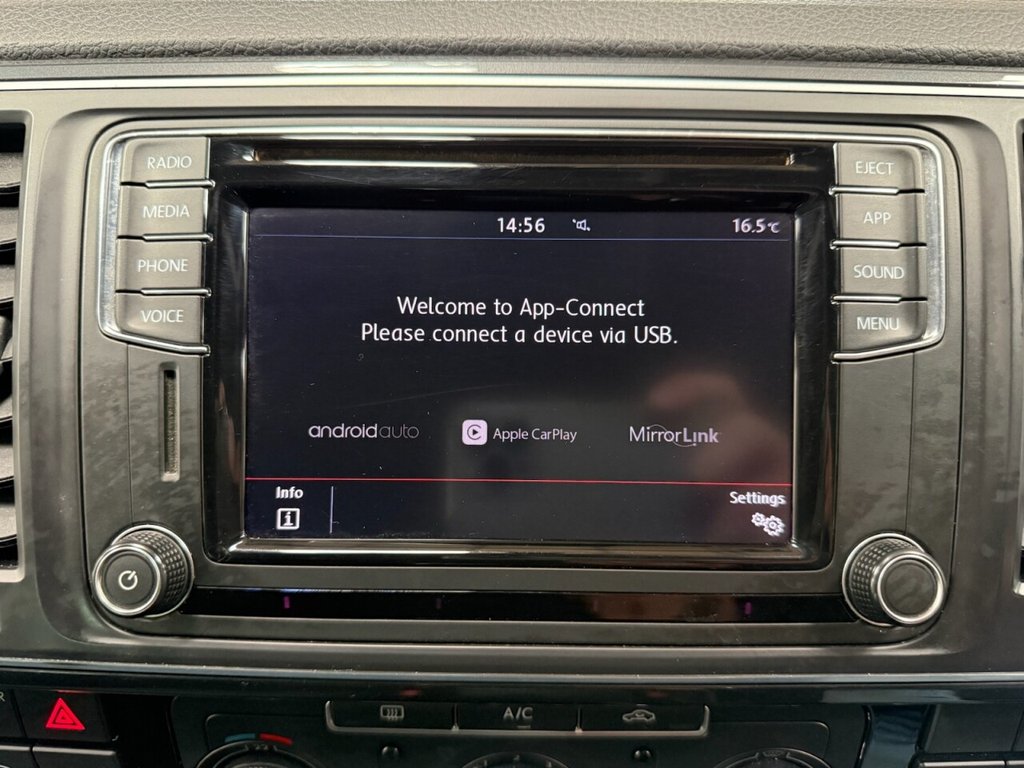 RADIO
MEDIA
PHONE
VOICE
EJECT
APP
SOUND
MENU
14:56
16.5°C
Welcome to App-Connect
Please connect a device via USB.
androidauto
Apple CarPlay
MirrorLink
Info
i
Settings
R
A/C